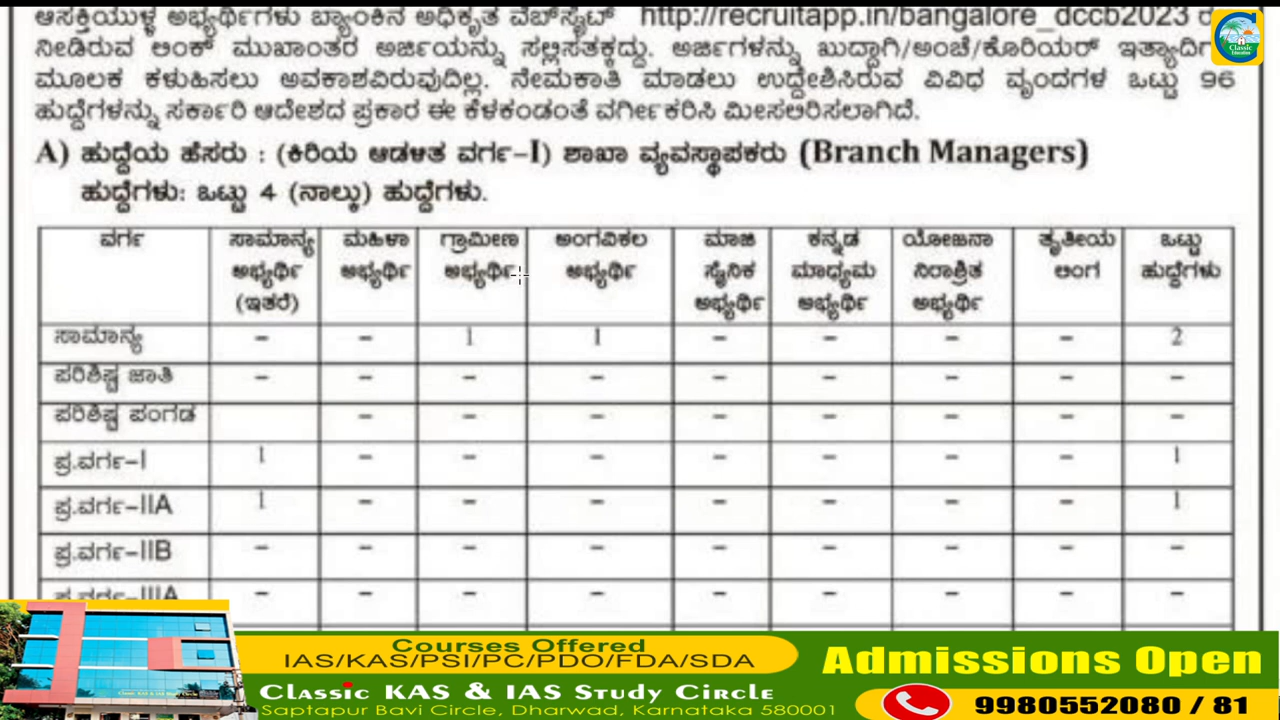 ಆಸಕ್ತಿಯುಳ್ಳ ಅಭ್ಯರ್ಥಿಗಳು ಬ್ಯಾಂಕಿನ ಅಧಿಕೃತ ವೆಬ್‌ಸೈಟ್ http://recruitapp.in/bangalore_dccb2023
ನೀಡಿರುವ ಲಿಂಕ್ ಮುಖಾಂತರ ಅರ್ಜಿಯನ್ನು ಸಲ್ಲಿಸತಕ್ಕದ್ದು. ಅರ್ಜಿಗಳನ್ನು ಖುದ್ದಾಗಿ/ಅಂಚೆ/ಕೊರಿಯರ್
ಮೂಲಕ ಕಳುಹಿಸಲು ಅವಕಾಶವಿರುವುದಿಲ್ಲ. ನೇಮಕಾತಿ ಮಾಡಲು ಉದ್ದೇಶಿಸಿರುವ ವಿವಿಧ ವೃಂದಗಳ ಒಟ್ಟು 96
ಹುದ್ದೆಗಳನ್ನು ಸರ್ಕಾರಿ ಆದೇಶದ ಪ್ರಕಾರ ಈ ಕೆಳಕಂಡಂತೆ ವರ್ಗೀಕರಿಸಿ ಮೀಸಲಿರಿಸಲಾಗಿದೆ.
A) ಹುದ್ದೆಯ ಹೆಸರು : (ಕಿರಿಯ ಆಡಳಿತ ವರ್ಗ-I) ಶಾಖಾ ವ್ಯವಸ್ಥಾಪಕರು (Branch Managers)
ಹುದ್ದೆಗಳು: ಒಟ್ಟು 4 (ನಾಲ್ಕು) ಹುದ್ದೆಗಳು.
ವರ್ಗ ಸಾಮಾನ್ಯ ಅಭ್ಯರ್ಥಿ (ಇತರೆ) ಮಹಿಳಾ ಅಭ್ಯರ್ಥಿ ಗ್ರಾಮೀಣ ಅಭ್ಯರ್ಥಿ ಅಂಗವಿಕಲ ಅಭ್ಯರ್ಥಿ ಮಾಜಿ ಸೈನಿಕ ಅಭ್ಯರ್ಥಿ ಕನ್ನಡ ಮಾಧ್ಯಮ ಅಭ್ಯರ್ಥಿ ಯೋಜನಾ ನಿರಾಶ್ರಿತ ಅಭ್ಯರ್ಥಿ ತೃತೀಯ ಲಿಂಗ ಒಟ್ಟು ಹುದ್ದೆಗಳು
ಸಾಮಾನ್ಯ - - 1 1 - - - - 2
ಪರಿಶಿಷ್ಟ ಜಾತಿ - - - - - - - - -
ಪರಿಶಿಷ್ಟ ಪಂಗಡ - - - - - - - -
ಪ್ರ.ವರ್ಗ-I 1 - - - - - - - 1
ಪ್ರ.ವರ್ಗ-IIA 1 - - - - - - - 1
ಪ್ರ.ವರ್ಗ-IIB - - - - - - - - -
ಪ್ರ.ವರ್ಗ-IIIA - - - - - - - - -
Classic
Education
Courses Offered
IAS/KAS/PSI/PC/PDO/FDA/SDA
Classic KAS & IAS Study Circle
Saptapur Bavi Circle, Dharwad, Karnataka 580001
Admissions Open
9980552080 / 81